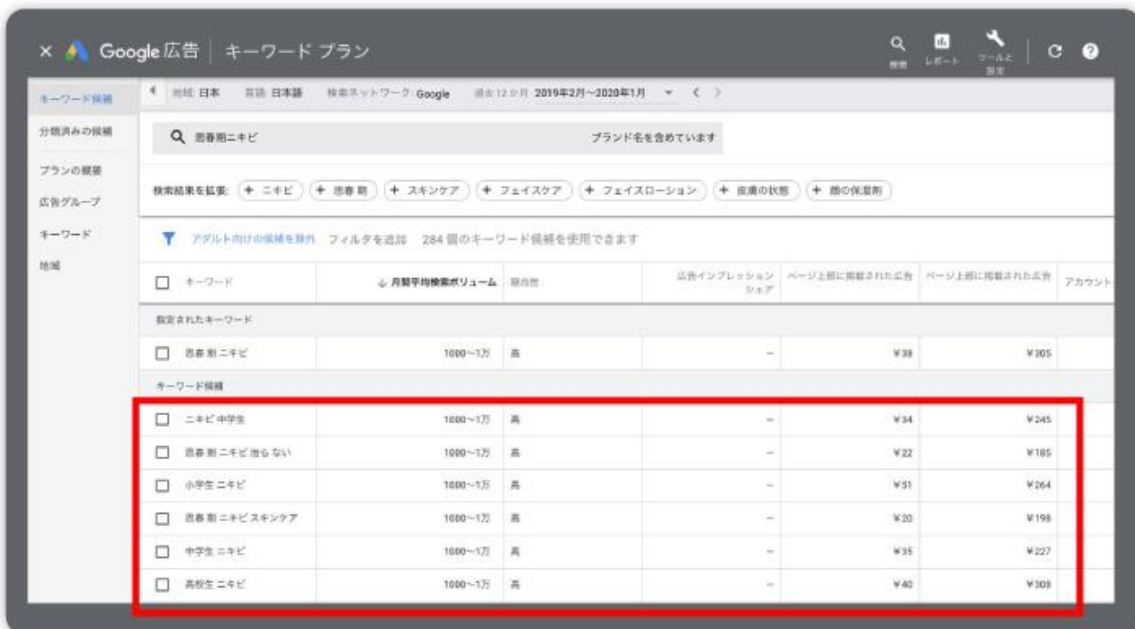 × Google 広告 | キーワード プラン
検索 レポート ツールと設定
キーワード候補
分類済みの候補
プランの概要
広告グループ
キーワード
地域
地域: 日本 言語: 日本語 検索ネットワーク: Google 過去 12 か月 2019年2月～2020年1月
思春期ニキビ ブランド名を含めています
検索結果を拡張: + ニキビ + 思春 期 + スキンケア + フェイスケア + フェイスローション + 皮膚の状態 + 顔の保湿剤
アダルト向けの候補を除外 フィルタを追加 284 個のキーワード候補を使用できます
キーワード ↓ 月間平均検索ボリューム 競合性 広告インプレッション シェア ページ上部に掲載された広告 ページ上部に掲載された広告 アカウント
指定されたキーワード
思春 期 ニキビ 1000～1万 高 – ¥38 ¥305
キーワード候補
ニキビ 中学生 1000～1万 高 – ¥34 ¥245
思春 期 ニキビ 治ら ない 1000～1万 高 – ¥22 ¥185
小学生 ニキビ 1000～1万 高 – ¥51 ¥264
思春 期 ニキビ スキンケア 1000～1万 高 – ¥20 ¥198
中学生 ニキビ 1000～1万 高 – ¥35 ¥227
高校生 ニキビ 1000～1万 高 – ¥40 ¥308